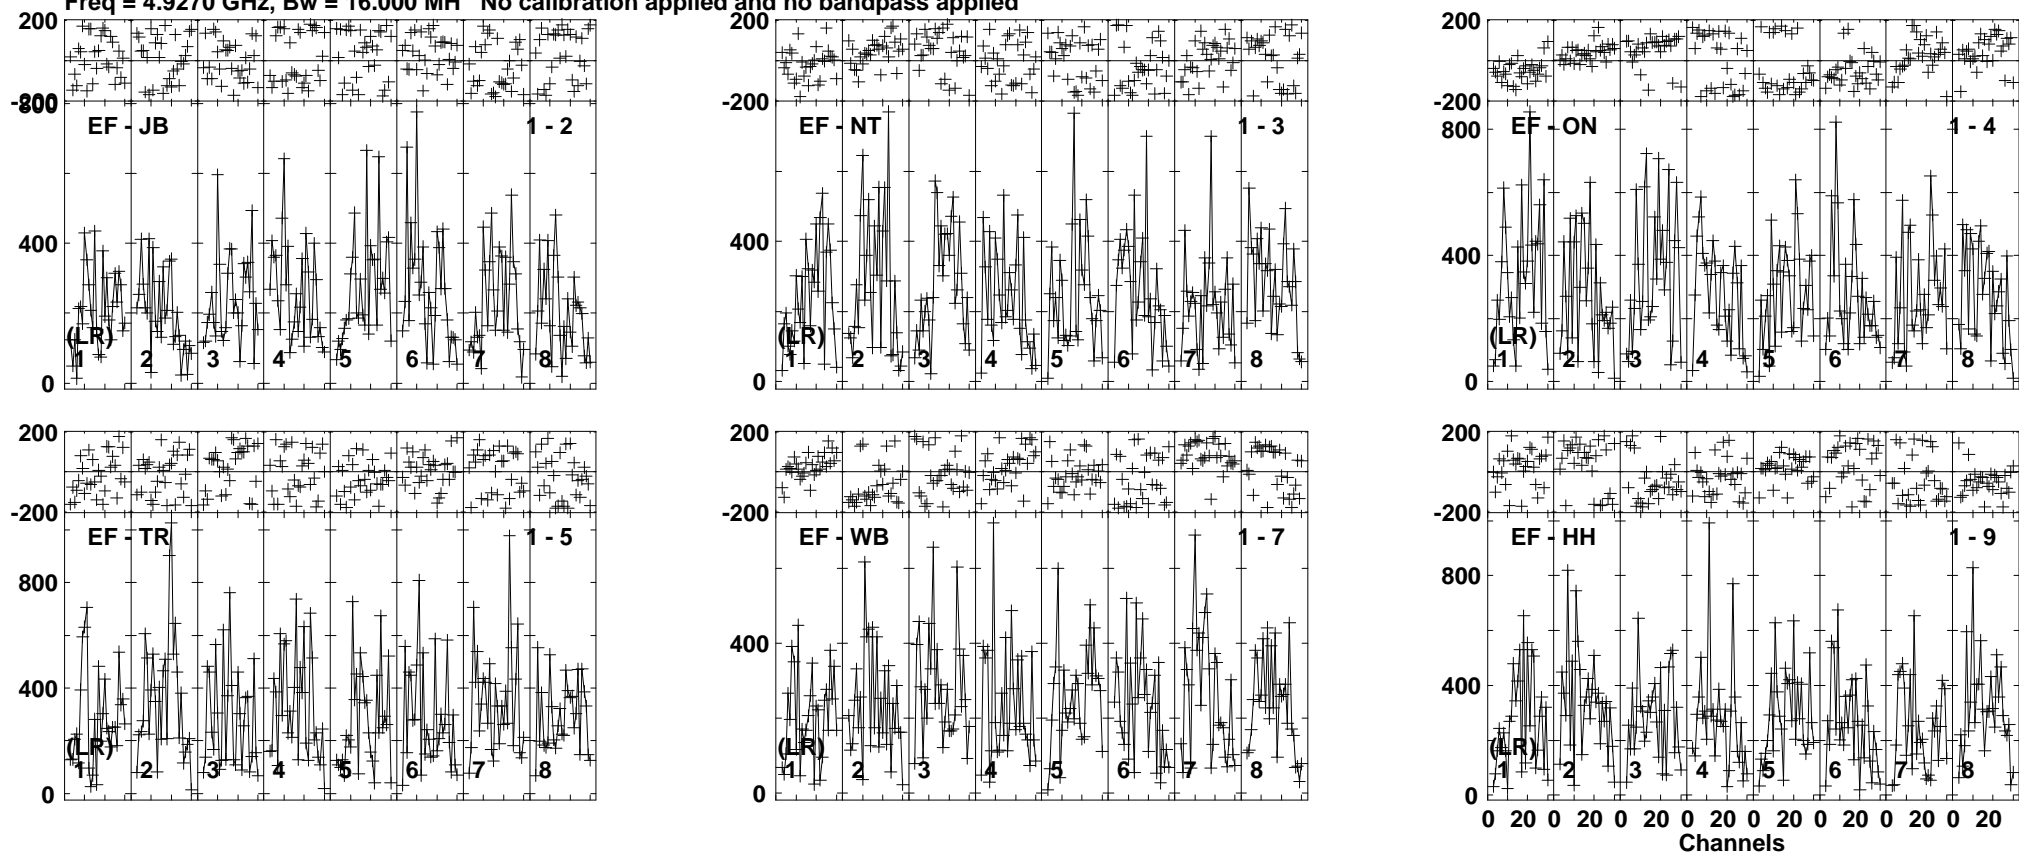 Freq = 4.9270 GHz, Bw = 16.000 MH No calibration applied and no bandpass applied
200 200 200
-200 -200
800
EF - JB 1 - 2 EF - NT 1 - 3 EF - ON 1 - 4
800
400 400 400
(LR) (LR) (LR)
1 2 3 4 5 6 7 8 1 2 3 4 5 6 7 8 1 2 3 4 5 6 7 8
0 0 0
200 200 200
-200 -200 -200
EF - TR 1 - 5 EF - WB 1 - 7 EF - HH 1 - 9
800 800
400 400 400
(LR) (LR) (LR)
1 2 3 4 5 6 7 8 1 2 3 4 5 6 7 8 1 2 3 4 5 6 7 8
0 0 0
0 20 0 20 0 20 0 20 0 20 0 20 0 20 0 20
Channels